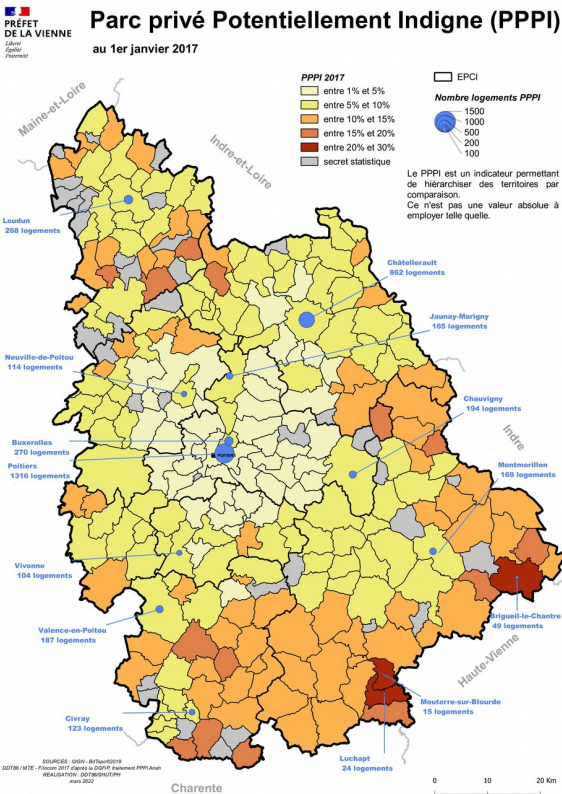 PRÉFET
DE LA VIENNE
Liberté
Égalité
Fraternité
Parc privé Potentiellement Indigne (PPPI)
au 1er janvier 2017
PPPI 2017
entre 1% et 5%
entre 5% et 10%
entre 10% et 15%
entre 15% et 20%
entre 20% et 30%
secret statistique
EPCI
Nombre logements PPPI
1500
1000
500
200
100
Le PPPI est un indicateur permettant
de hiérarchiser des territoires par
comparaison.
Ce n'est pas une valeur absolue à
employer telle quelle.
Maine-et-Loire
Indre-et-Loire
Loudun
268 logements
Châtellerault
862 logements
Jaunay-Marigny
165 logements
Neuville-de-Poitou
114 logements
Chauvigny
194 logements
Indre
Buxerolles
270 logements
Poitiers
1316 logements
POITIERS
Montmorillon
169 logements
Vivonne
104 logements
Valence-en-Poitou
187 logements
Brigueil-le-Chantre
49 logements
Haute-Vienne
Mouterre-sur-Blourde
15 logements
Civray
123 logements
Luchapt
24 logements
SOURCES : ©IGN - BdTopo®2019
DDT86 / MTE - Filocom 2017 d'après la DGFiP, traitement PPPI Anah
REALISATION : DDT86/SHUT/PH
mars 2022
Charente
0 10 20 Km